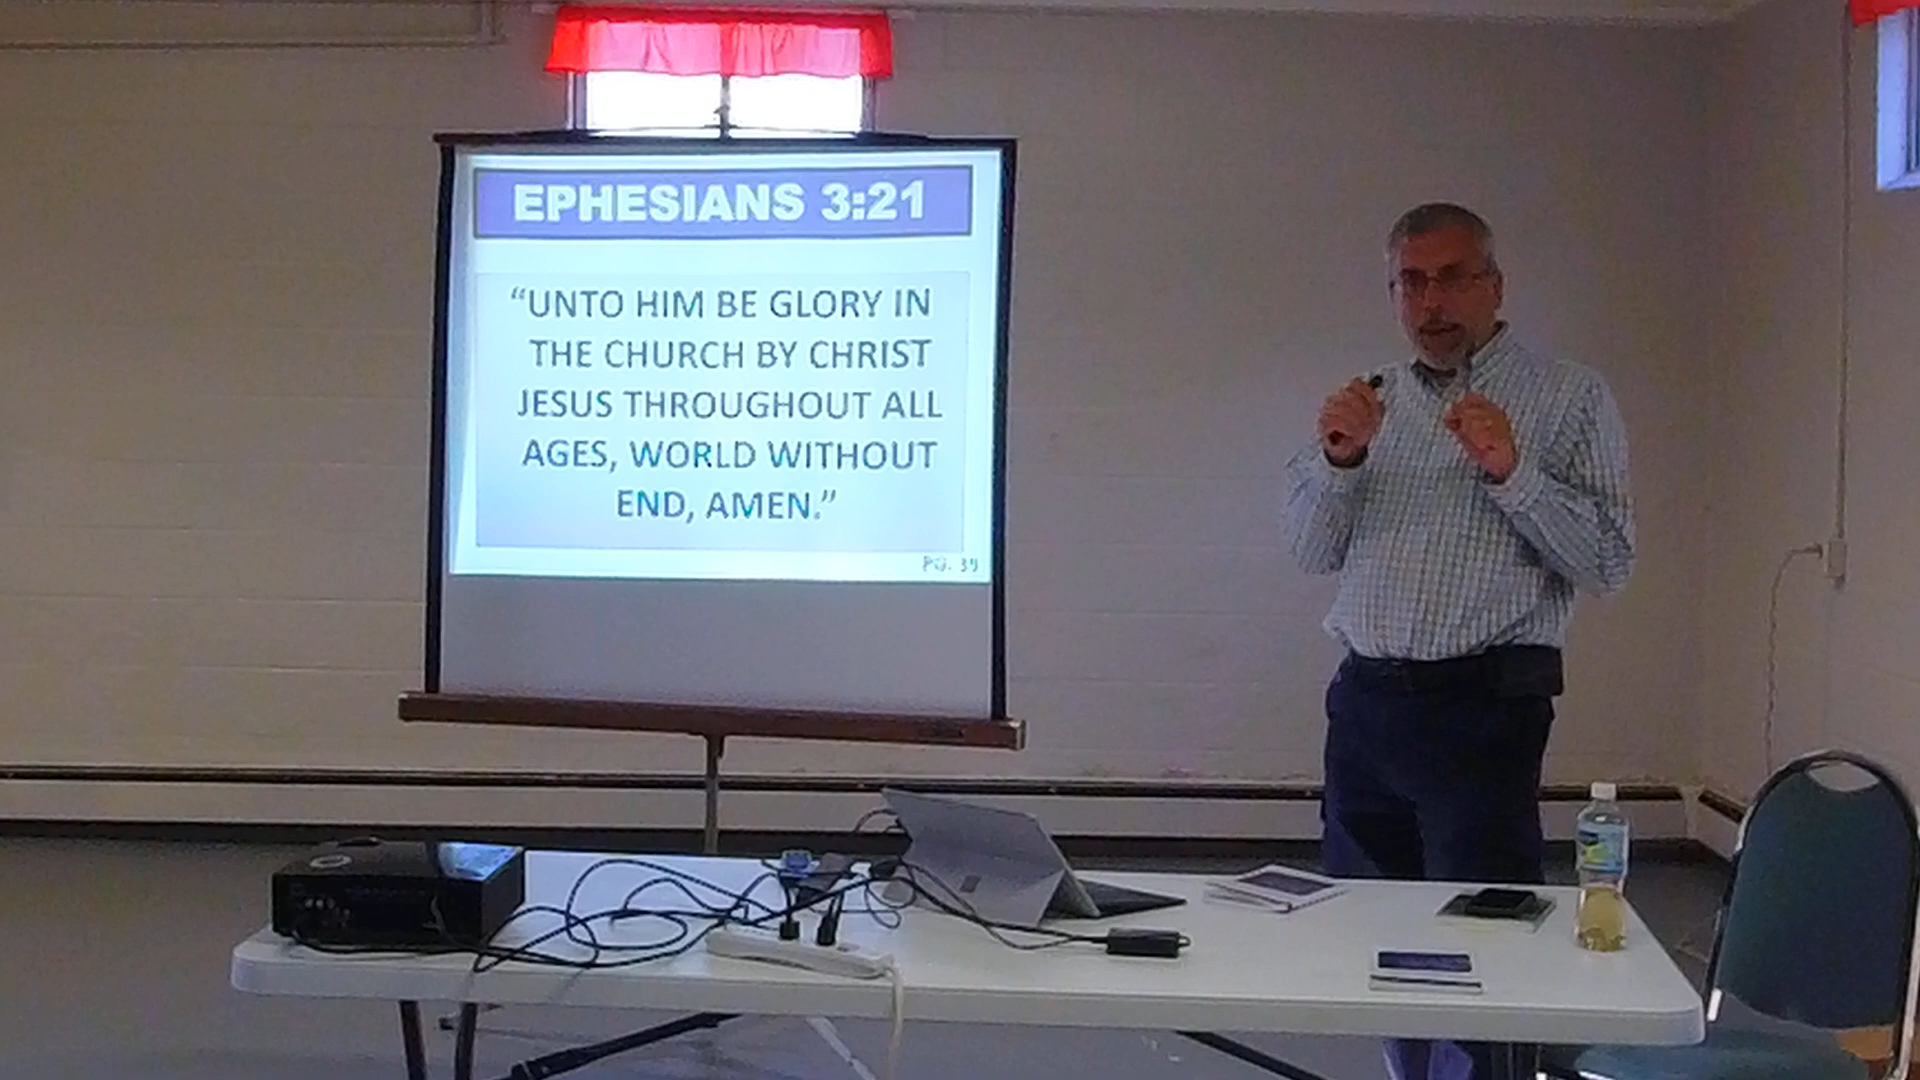 EPHESIANS 3:21
“UNTO HIM BE GLORY IN
THE CHURCH BY CHRIST
JESUS THROUGHOUT ALL
AGES, WORLD WITHOUT
END, AMEN.”
PG. 39